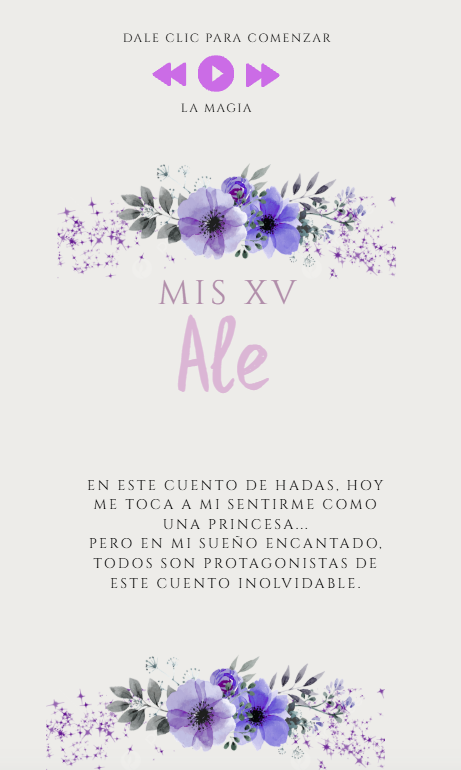 DALE CLIC PARA COMENZAR
LA MAGIA
MIS XV
Ale
EN ESTE CUENTO DE HADAS, HOY
ME TOCA A MI SENTIRME COMO
UNA PRINCESA...
PERO EN MI SUEÑO ENCANTADO,
TODOS SON PROTAGONISTAS DE
ESTE CUENTO INOLVIDABLE.